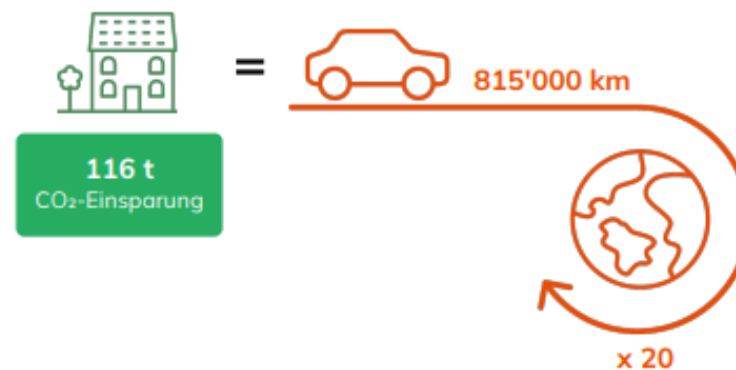 =
815'000 km
116 t
CO₂-Einsparung
x 20